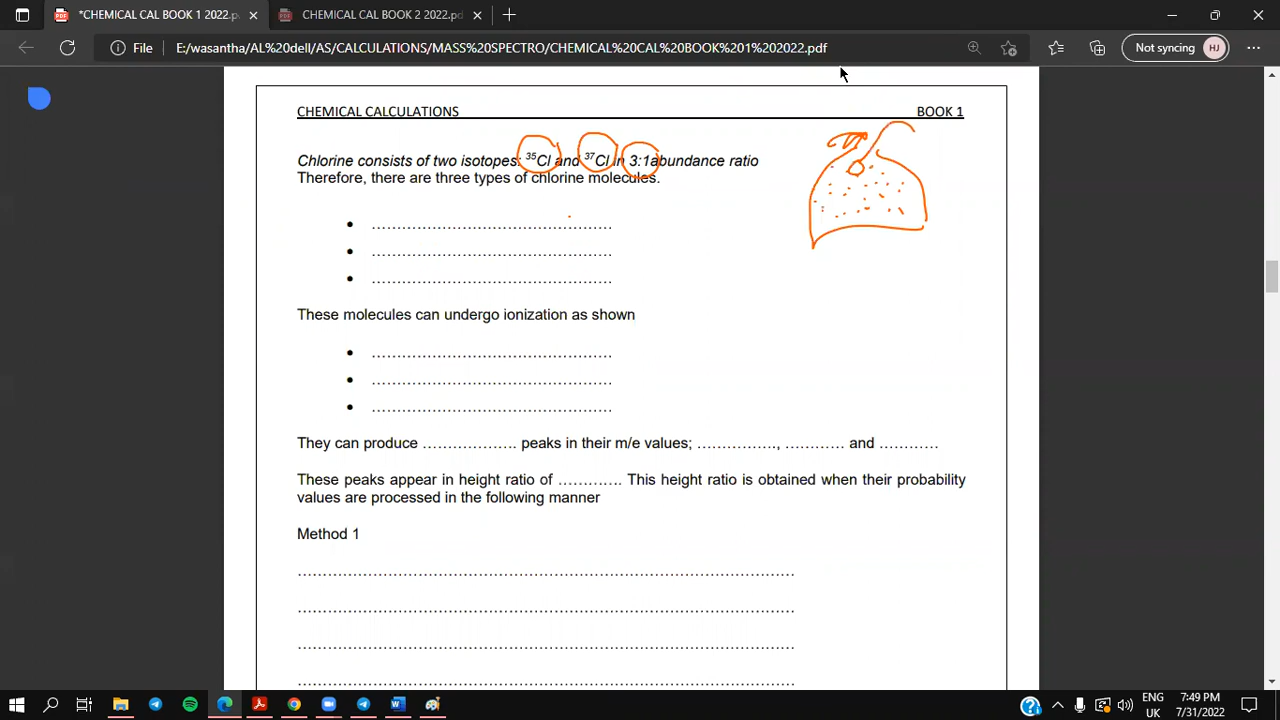 *CHEMICAL CAL BOOK 1 2022.p
CHEMICAL CAL BOOK 2 2022.pd
File E:/wasantha/AL%20dell/AS/CALCULATIONS/MASS%20SPECTRO/CHEMICAL%20CAL%20BOOK%201%202022.pdf
Not syncing HJ
CHEMICAL CALCULATIONS BOOK 1
Chlorine consists of two isotopes: ³⁵Cl and ³⁷Cl in 3:1abundance ratio
Therefore, there are three types of chlorine molecules.
• ……………………………………………
• ……………………………………………
• ……………………………………………
These molecules can undergo ionization as shown
• ……………………………………………
• ……………………………………………
• ……………………………………………
They can produce ………………. peaks in their m/e values; ……………., ………… and …………
These peaks appear in height ratio of …………. This height ratio is obtained when their probability
values are processed in the following manner
Method 1
……………………………………………………………………………………
……………………………………………………………………………………
……………………………………………………………………………………
……………………………………………………………………………………
ENG 7:49 PM
UK 7/31/2022